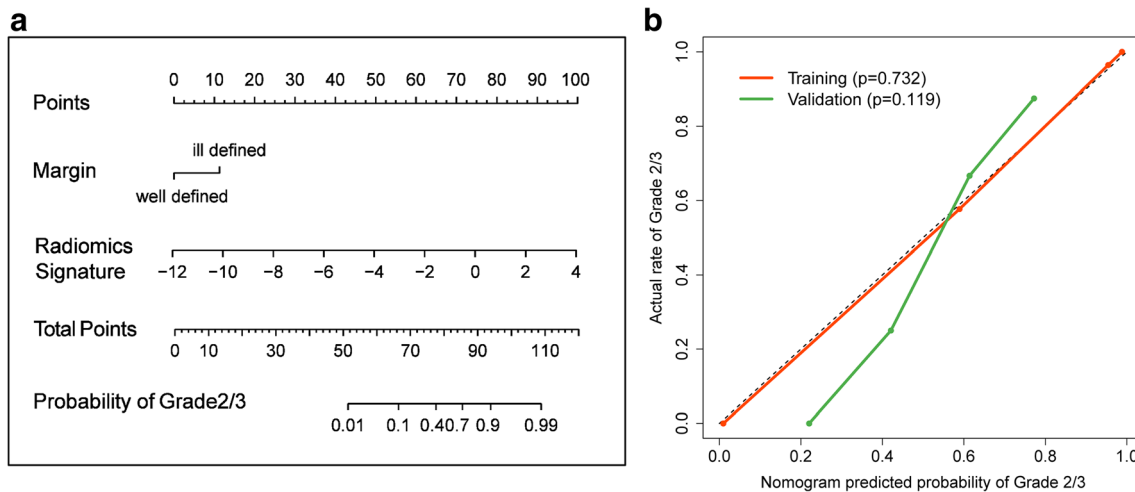 a
0 10 20 30 40 50 60 70 80 90 100
Points
ill defined
Margin
well defined
Radiomics
Signature
−12 −10 −8 −6 −4 −2 0 2 4
Total Points
0 10 30 50 70 90 110
Probability of Grade2/3
0.01 0.1 0.4 0.7 0.9 0.99
b
Training (p=0.732)
Validation (p=0.119)
Actual rate of Grade 2/3
1.0
0.8
0.6
0.4
0.2
0.0
0.0 0.2 0.4 0.6 0.8 1.0
Nomogram predicted probability of Grade 2/3